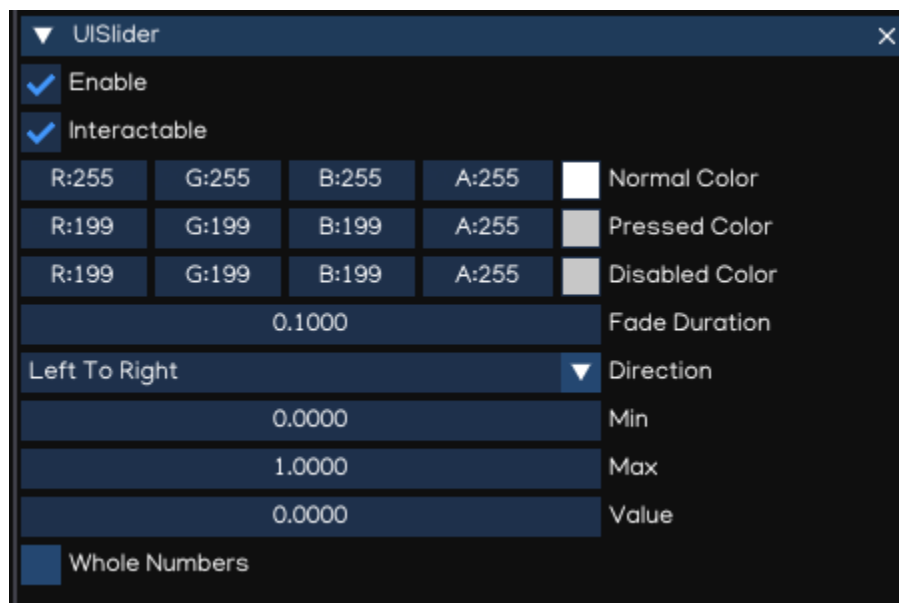 UISlider
Enable
Interactable
R:255 G:255 B:255 A:255 Normal Color
R:199 G:199 B:199 A:255 Pressed Color
R:199 G:199 B:199 A:255 Disabled Color
0.1000 Fade Duration
Left To Right Direction
0.0000 Min
1.0000 Max
0.0000 Value
Whole Numbers